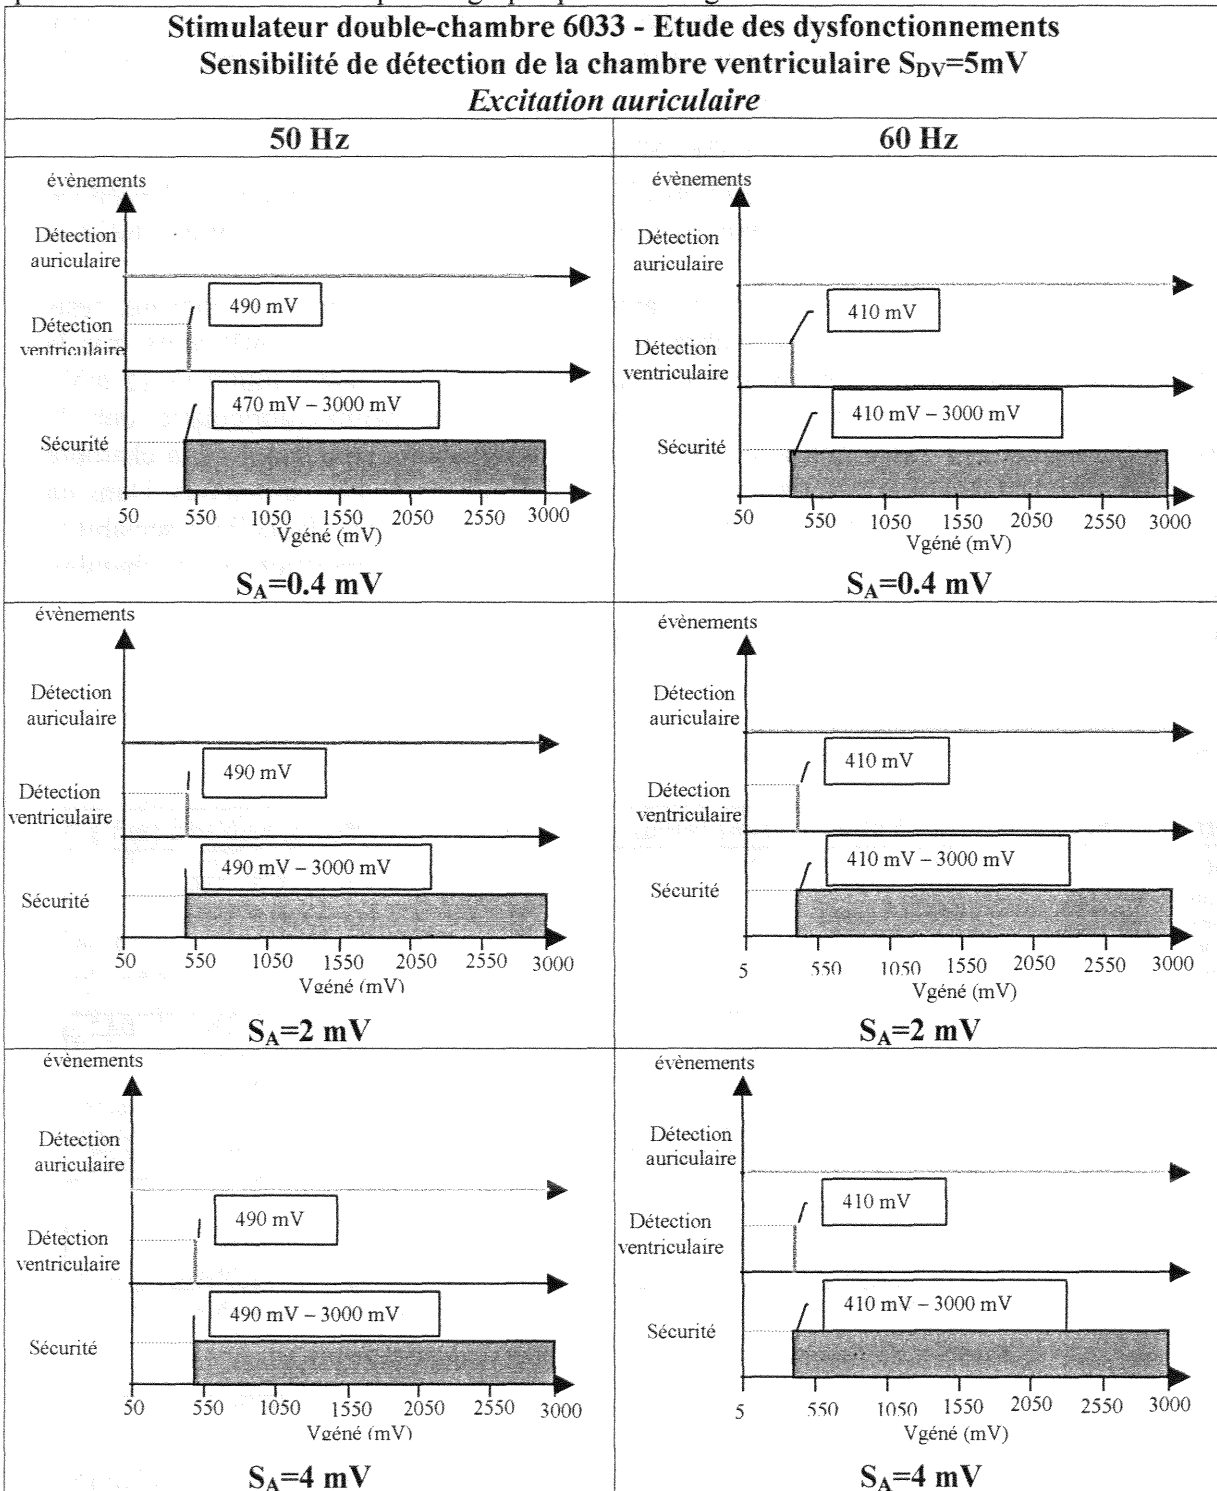 Stimulateur double-chambre 6033 - Etude des dysfonctionnements
Sensibilité de détection de la chambre ventriculaire S_DV=5mV
Excitation auriculaire
50 Hz
60 Hz
évènements
Détection
auriculaire
490 mV
Détection
ventriculaire
470 mV – 3000 mV
Sécurité
50 550 1050 1550 2050 2550 3000
Vgéné (mV)
S_A=0.4 mV
évènements
Détection
auriculaire
410 mV
Détection
ventriculaire
410 mV – 3000 mV
Sécurité
50 550 1050 1550 2050 2550 3000
Vgéné (mV)
S_A=0.4 mV
évènements
Détection
auriculaire
490 mV
Détection
ventriculaire
490 mV – 3000 mV
Sécurité
50 550 1050 1550 2050 2550 3000
Vgéné (mV)
S_A=2 mV
évènements
Détection
auriculaire
410 mV
Détection
ventriculaire
410 mV – 3000 mV
Sécurité
5 550 1050 1550 2050 2550 3000
Vgéné (mV)
S_A=2 mV
évènements
Détection
auriculaire
490 mV
Détection
ventriculaire
490 mV – 3000 mV
Sécurité
50 550 1050 1550 2050 2550 3000
Vgéné (mV)
S_A=4 mV
évènements
Détection
auriculaire
410 mV
Détection
ventriculaire
410 mV – 3000 mV
Sécurité
5 550 1050 1550 2050 2550 3000
Vgéné (mV)
S_A=4 mV